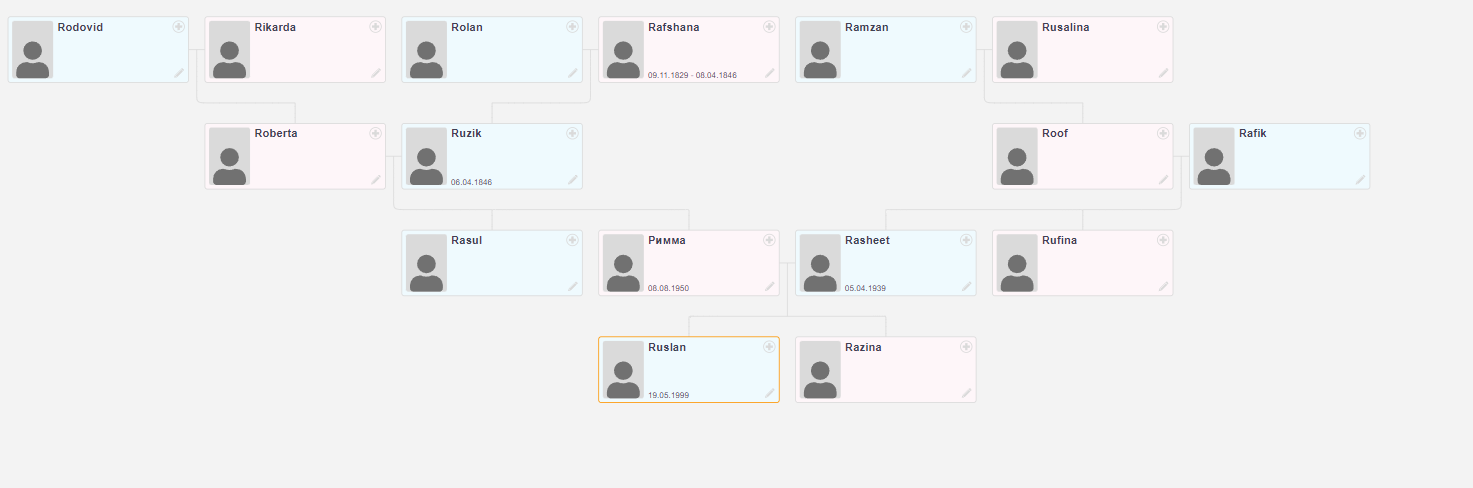 Rodovid
Rikarda
Rolan
Rafshana
09.11.1829 - 08.04.1846
Ramzan
Rusalina
Roberta
Ruzik
06.04.1846
Roof
Rafik
Rasul
Римма
08.08.1950
Rasheet
05.04.1939
Rufina
Ruslan
19.05.1999
Razina